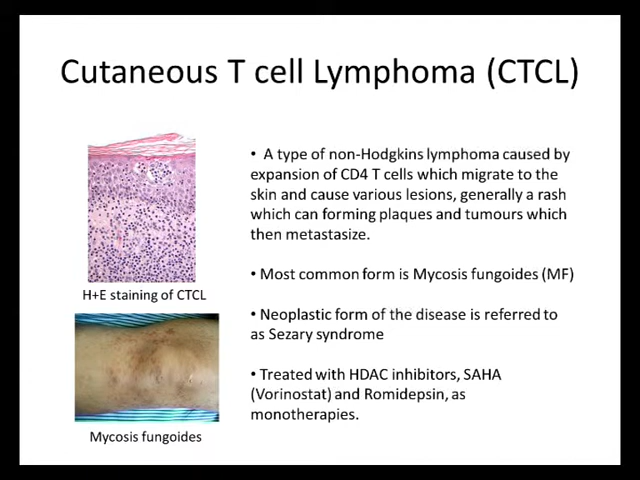 Cutaneous T cell Lymphoma (CTCL)
H+E staining of CTCL
Mycosis fungoides
• A type of non-Hodgkins lymphoma caused by
expansion of CD4 T cells which migrate to the
skin and cause various lesions, generally a rash
which can forming plaques and tumours which
then metastasize.
• Most common form is Mycosis fungoides (MF)
• Neoplastic form of the disease is referred to
as Sezary syndrome
• Treated with HDAC inhibitors, SAHA
(Vorinostat) and Romidepsin, as
monotherapies.